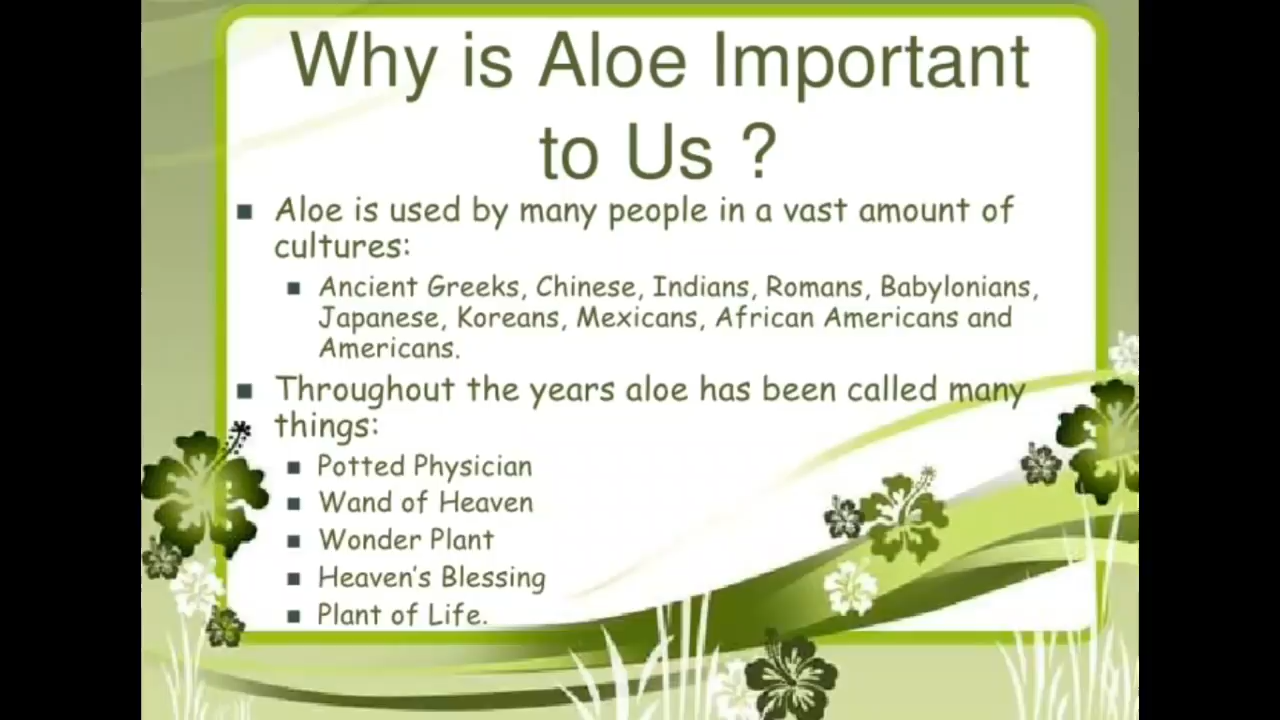 Why is Aloe Important
to Us ?
■ Aloe is used by many people in a vast amount of
cultures:
■ Ancient Greeks, Chinese, Indians, Romans, Babylonians,
Japanese, Koreans, Mexicans, African Americans and
Americans.
■ Throughout the years aloe has been called many
things:
■ Potted Physician
■ Wand of Heaven
■ Wonder Plant
■ Heaven's Blessing
■ Plant of Life.